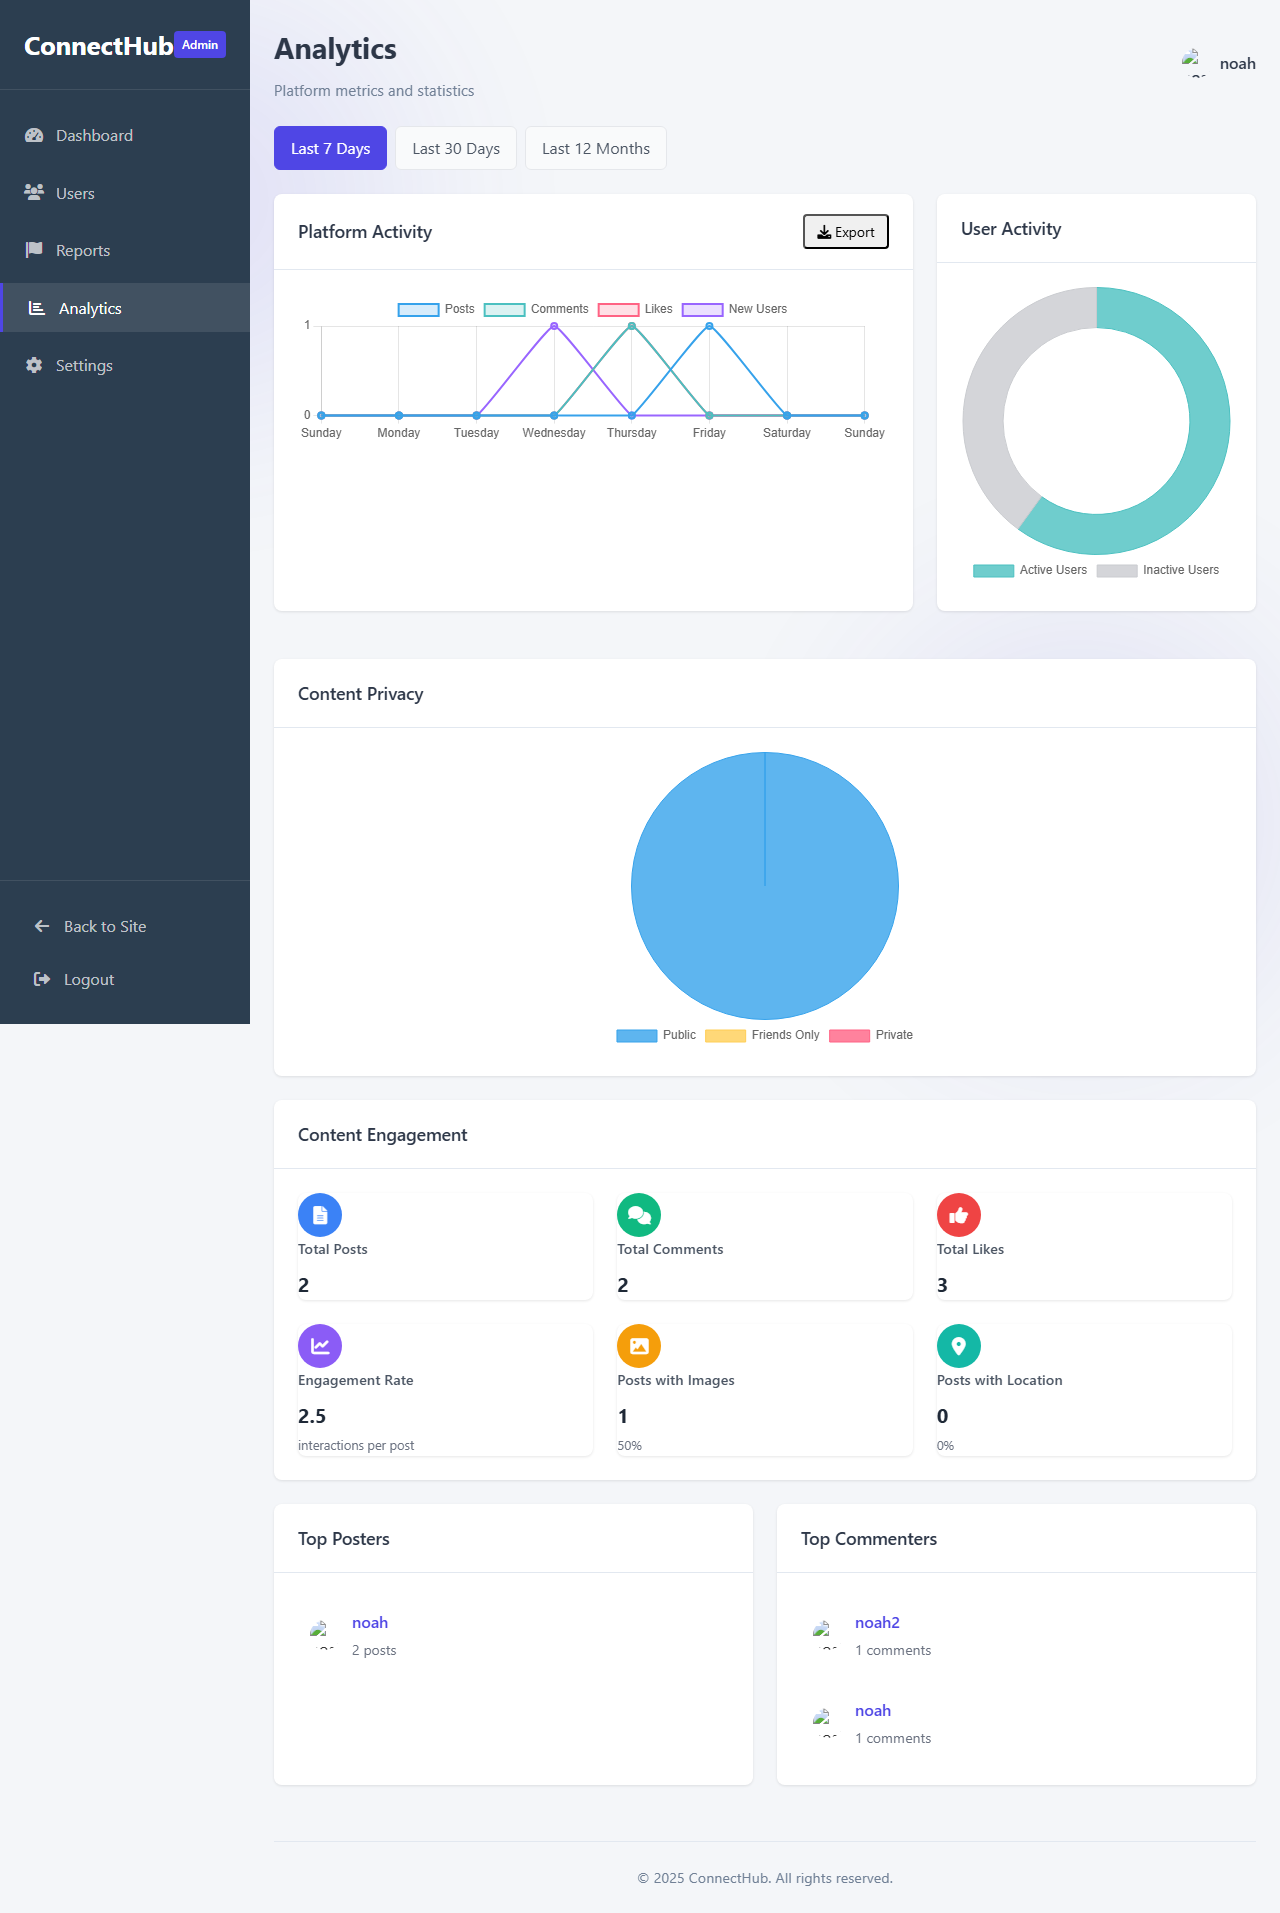 ConnectHub Admin
Dashboard
Users
Reports
Analytics
Settings
Back to Site
Logout
Analytics
Platform metrics and statistics
noah
Last 7 Days
Last 30 Days
Last 12 Months
Platform Activity
Export
Posts Comments Likes New Users
1
0
Sunday Monday Tuesday Wednesday Thursday Friday Saturday Sunday
User Activity
Active Users Inactive Users
Content Privacy
Public Friends Only Private
Content Engagement
Total Posts
2
Total Comments
2
Total Likes
3
Engagement Rate
2.5
interactions per post
Posts with Images
1
50%
Posts with Location
0
0%
Top Posters
noah
2 posts
Top Commenters
noah2
1 comments
noah
1 comments
© 2025 ConnectHub. All rights reserved.